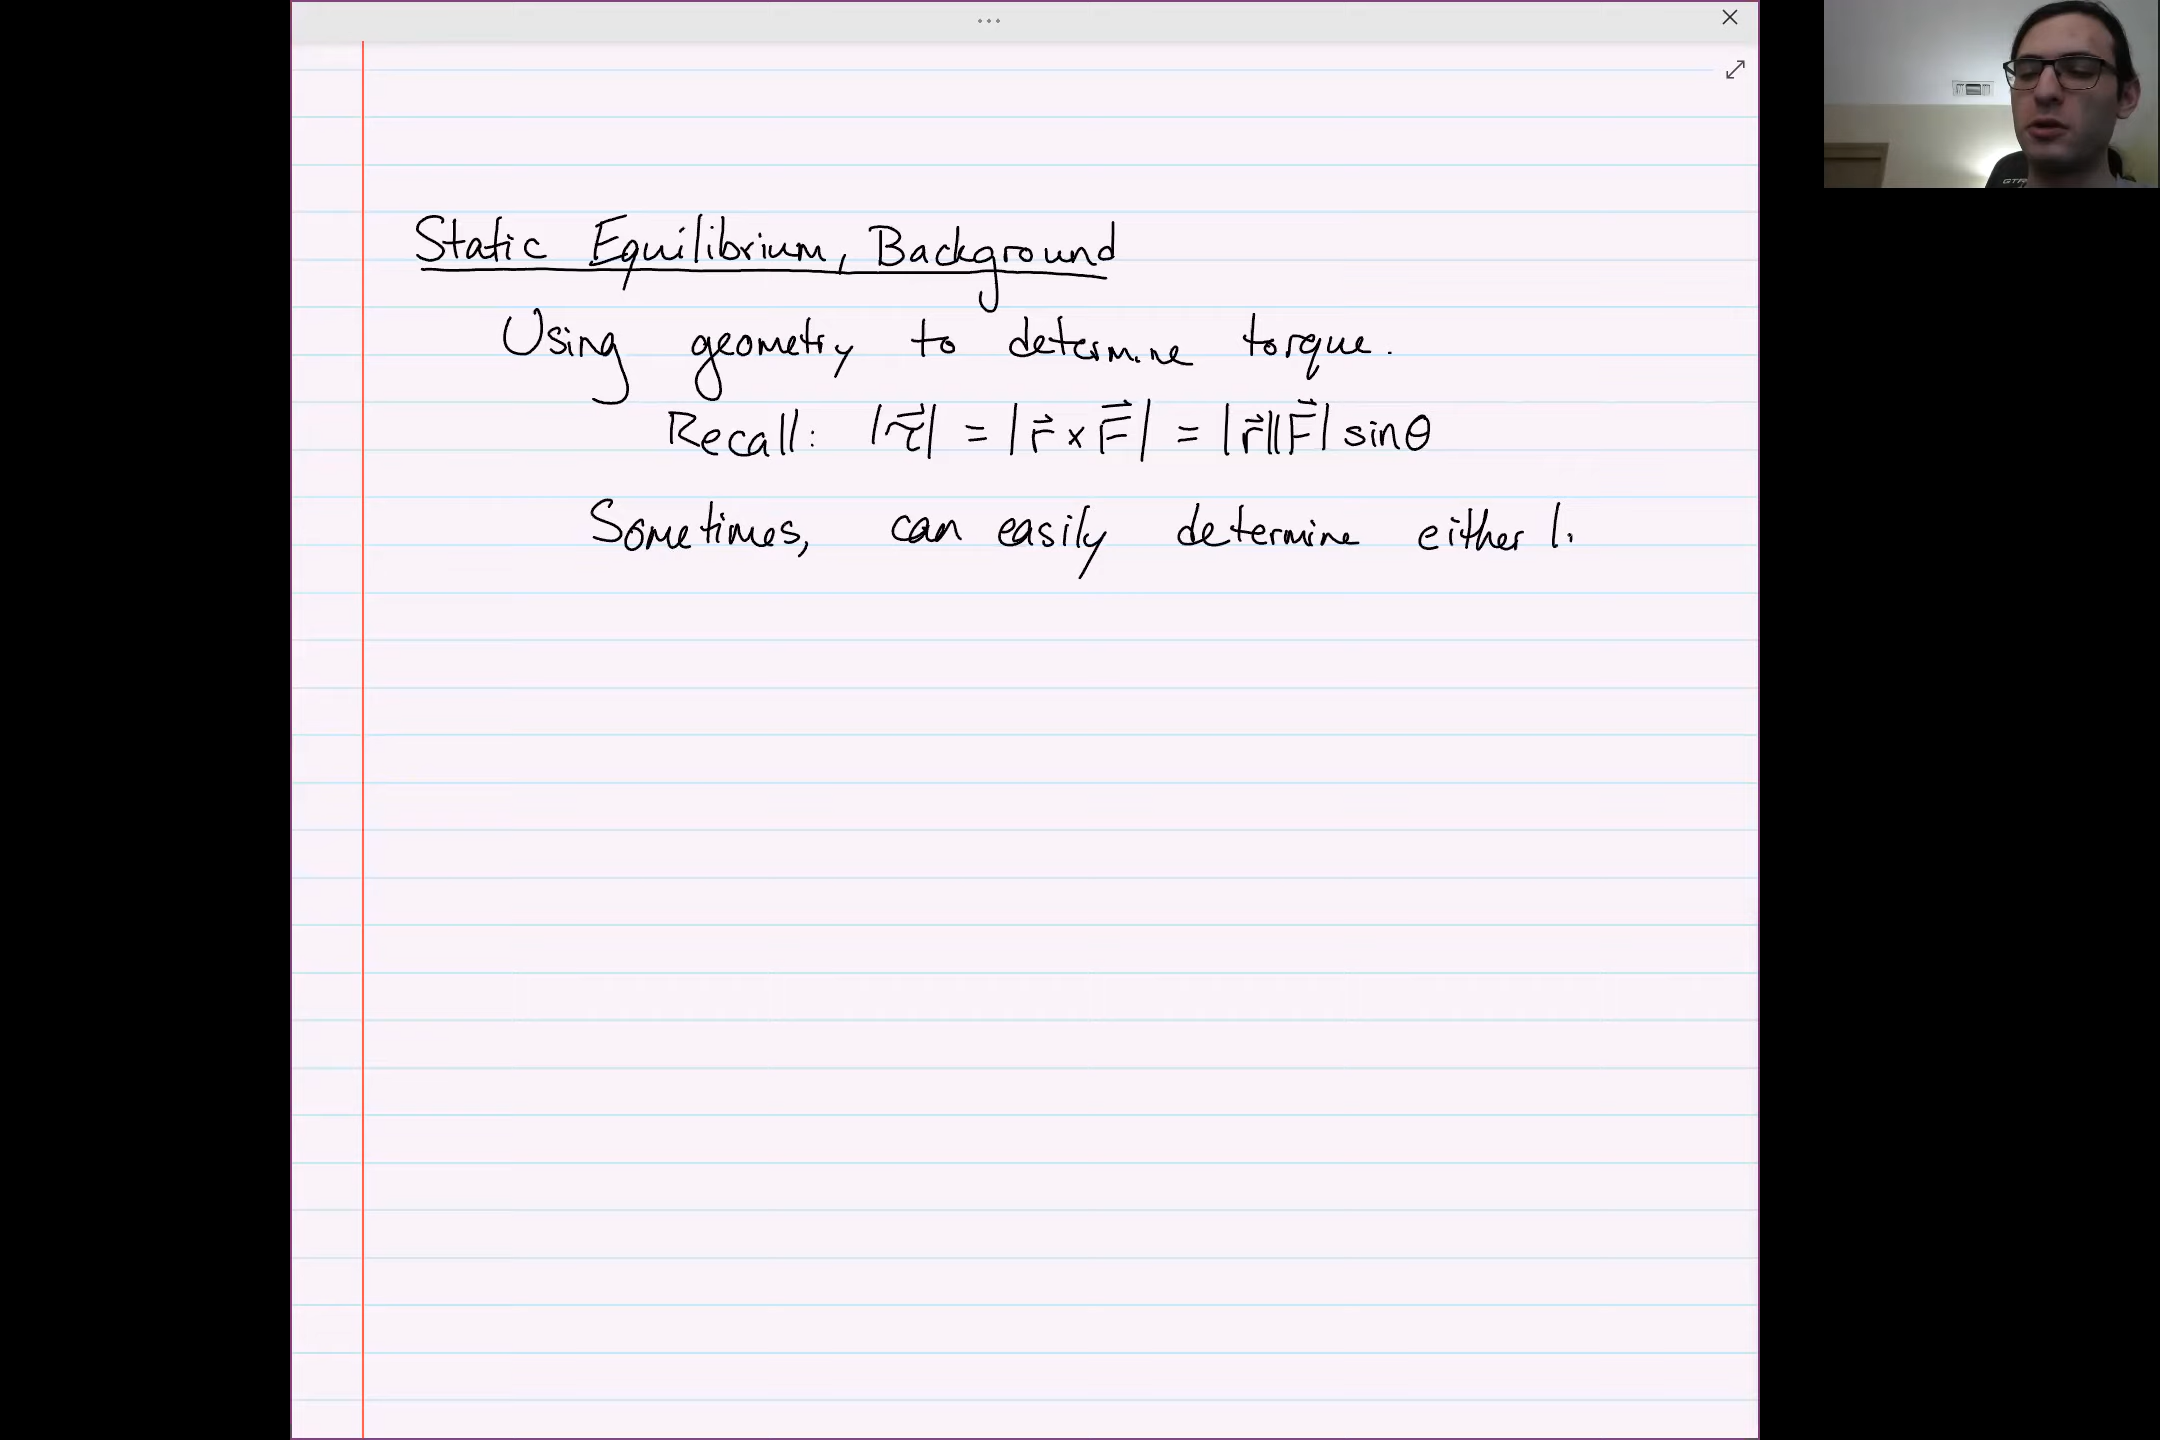 Static Equilibrium, Background
Using geometry to determine torque.
Recall: |τ⃗| = |r⃗ × F⃗| = |r⃗||F⃗| sinθ
Sometimes, can easily determine either |.